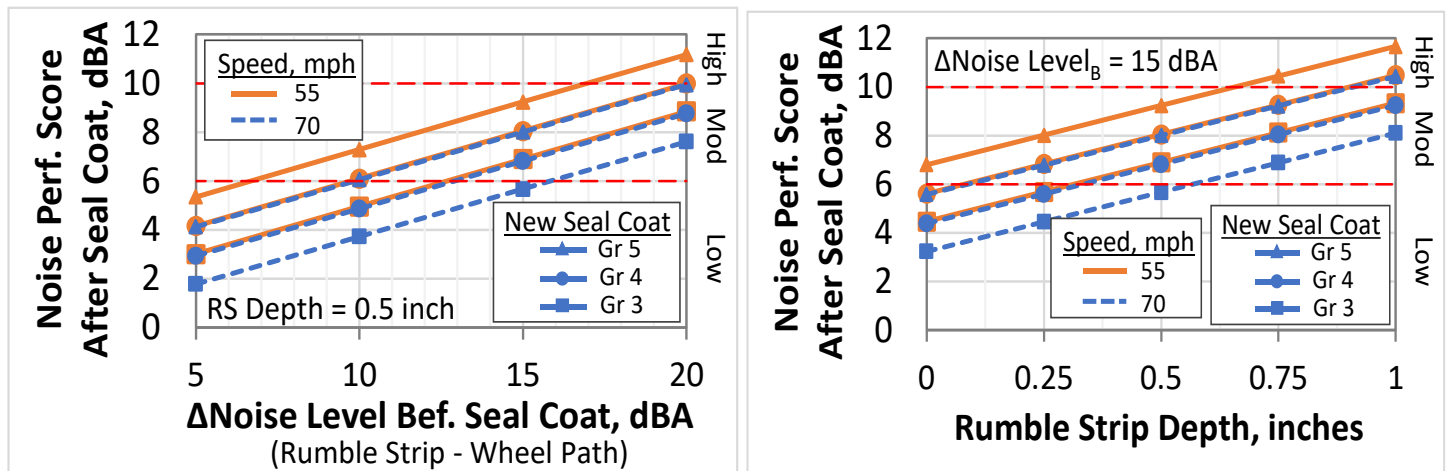 Noise Perf. Score
After Seal Coat, dBA
12
10
8
6
4
2
0
Speed, mph
55
70
High
Mod
Low
New Seal Coat
Gr 5
Gr 4
Gr 3
RS Depth = 0.5 inch
5 10 15 20
ΔNoise Level Bef. Seal Coat, dBA
(Rumble Strip - Wheel Path)
Noise Perf. Score
After Seal Coat, dBA
12
10
8
6
4
2
0
ΔNoise LevelB = 15 dBA
High
Mod
Low
Speed, mph
55
70
New Seal Coat
Gr 5
Gr 4
Gr 3
0 0.25 0.5 0.75 1
Rumble Strip Depth, inches